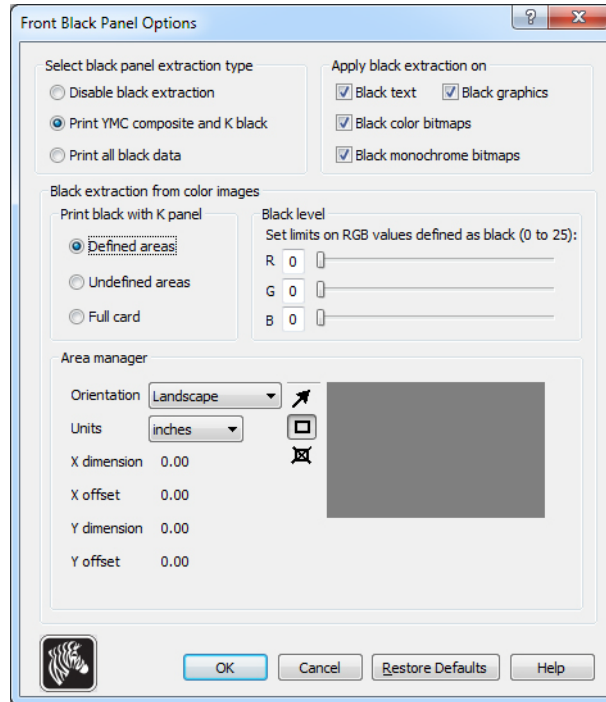 Front Black Panel Options
Select black panel extraction type
Disable black extraction
Print YMC composite and K black
Print all black data
Apply black extraction on
Black text Black graphics
Black color bitmaps
Black monochrome bitmaps
Black extraction from color images
Print black with K panel
Defined areas
Undefined areas
Full card
Black level
Set limits on RGB values defined as black (0 to 25):
R 0
G 0
B 0
Area manager
Orientation Landscape
Units inches
X dimension 0.00
X offset 0.00
Y dimension 0.00
Y offset 0.00
OK Cancel Restore Defaults Help